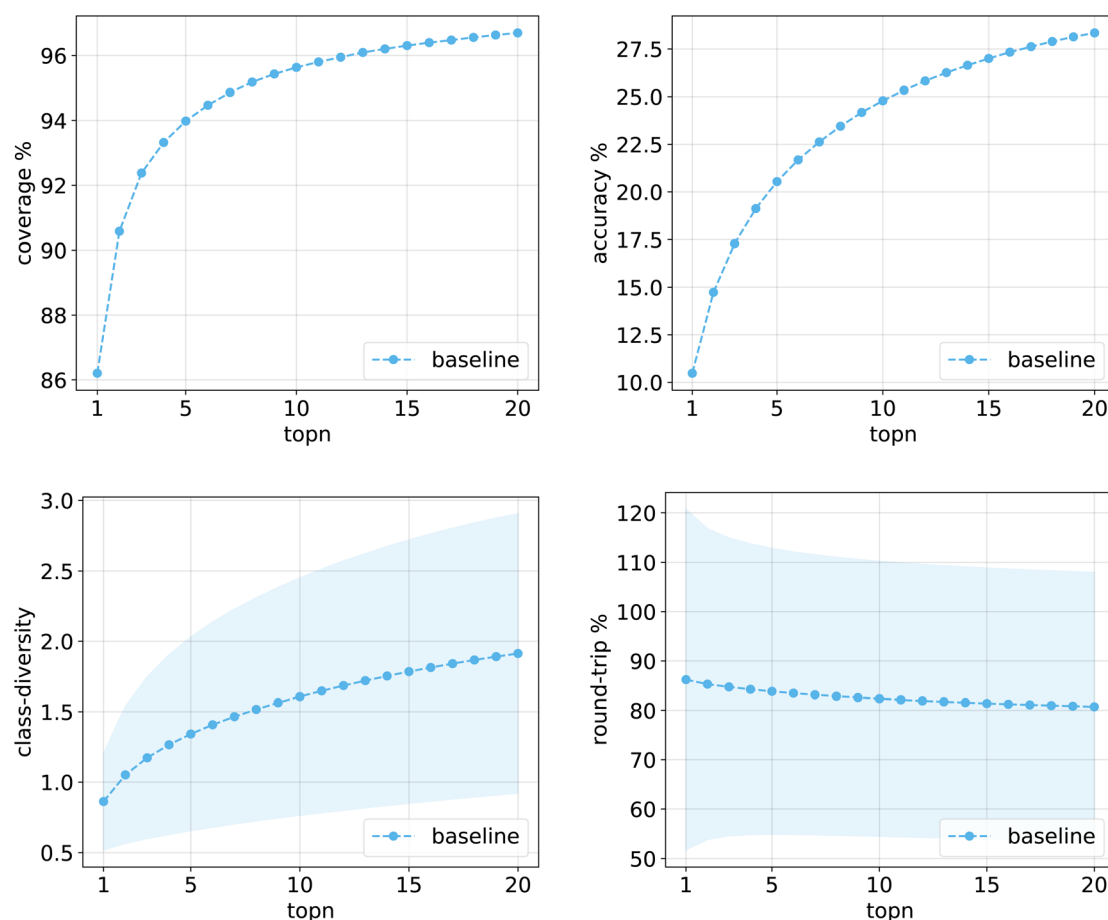 coverage %
96
94
92
90
88
86
1 5 10 15 20
topn
baseline
accuracy %
27.5
25.0
22.5
20.0
17.5
15.0
12.5
10.0
1 5 10 15 20
topn
baseline
class-diversity
3.0
2.5
2.0
1.5
1.0
0.5
1 5 10 15 20
topn
baseline
round-trip %
120
110
100
90
80
70
60
50
1 5 10 15 20
topn
baseline